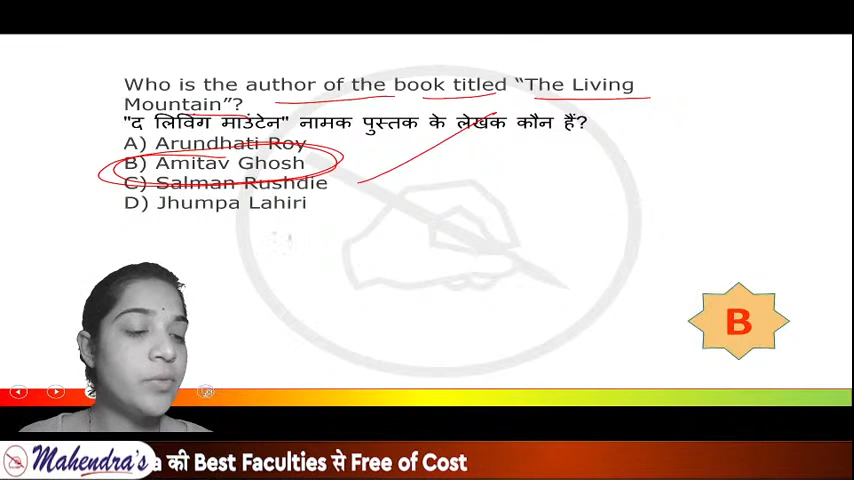 Who is the author of the book titled “The Living
Mountain”?
"द लिविंग माउंटेन" नामक पुस्तक के लेखक कौन हैं?
A) Arundhati Roy
B) Amitav Ghosh
C) Salman Rushdie
D) Jhumpa Lahiri
B
Mahendra's
a की Best Faculties से Free of Cost